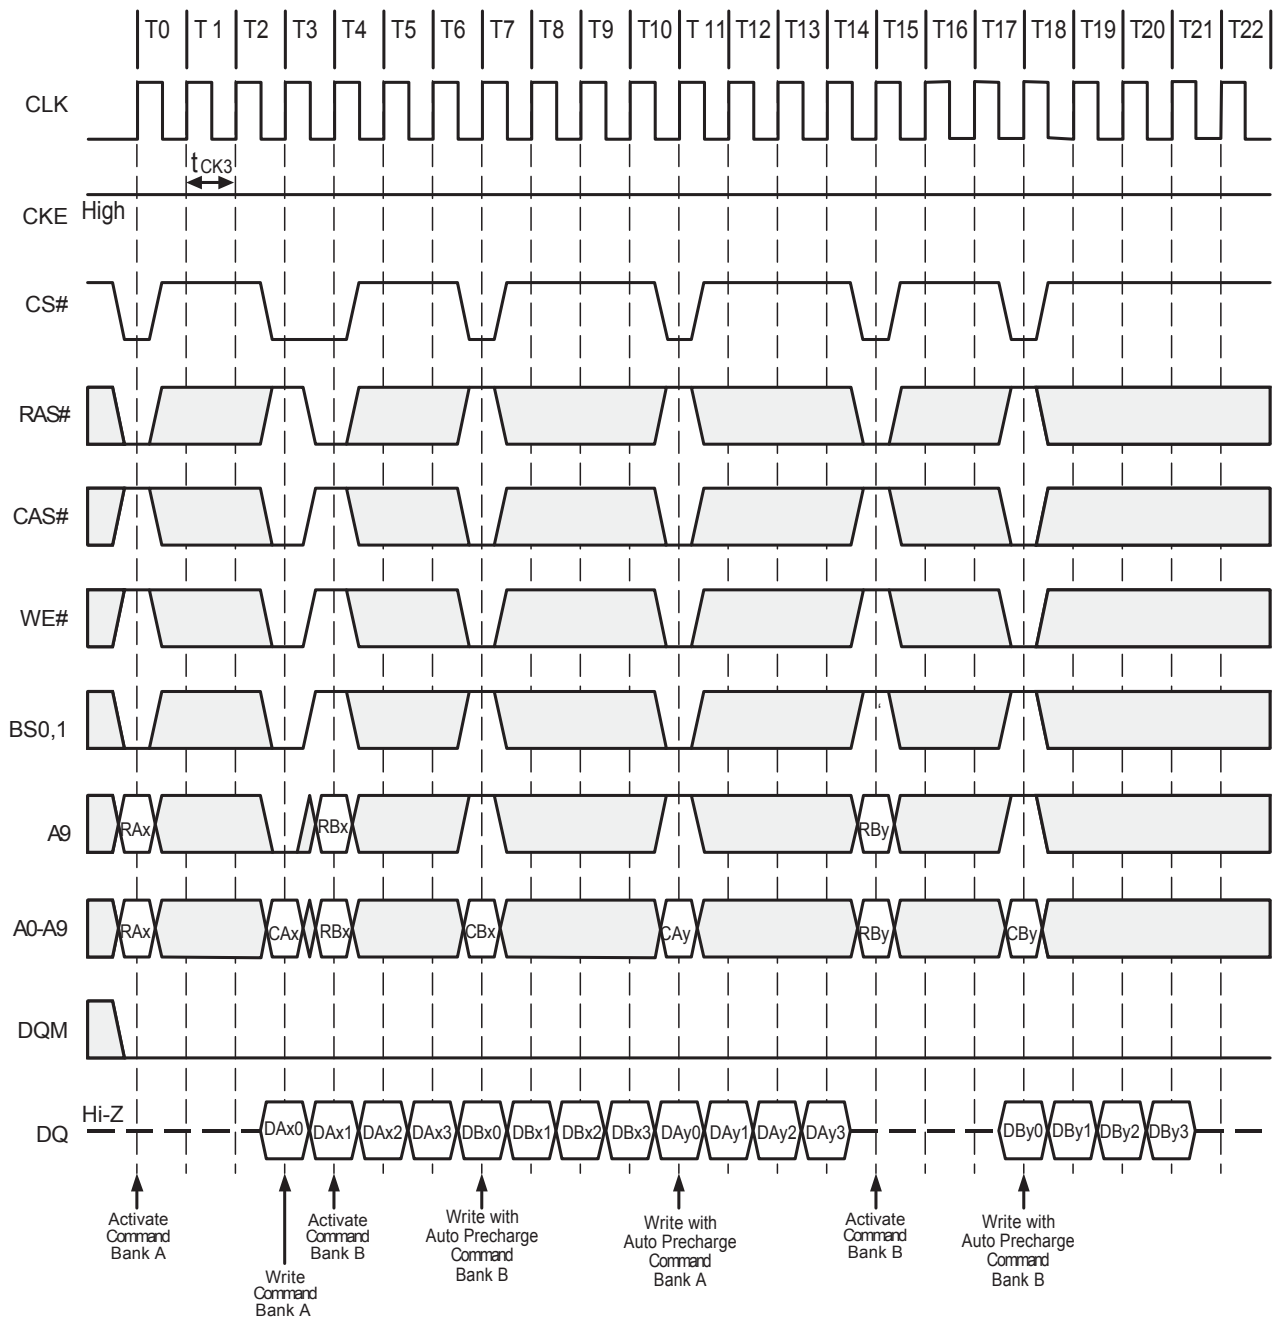 T0 T 1 T2 T3 T4 T5 T6 T7 T8 T9 T10 T 11 T12 T13 T14 T15 T16 T17 T18 T19 T20 T21 T22
CLK
tCK3
CKE High
CS#
RAS#
CAS#
WE#
BS0,1
A9 RAx RBx RBy
A0-A9 RAx CAx RBx CBx CAy RBy CBy
DQM
Hi-Z
DQ DAx0 DAx1 DAx2 DAx3 DBx0 DBx1 DBx2 DBx3 DAy0 DAy1 DAy2 DAy3 DBy0 DBy1 DBy2 DBy3
Activate
Command
Bank A
Write
Command
Bank A
Activate
Command
Bank B
Write with
Auto Precharge
Command
Bank B
Write with
Auto Precharge
Command
Bank A
Activate
Command
Bank B
Write with
Auto Precharge
Command
Bank B